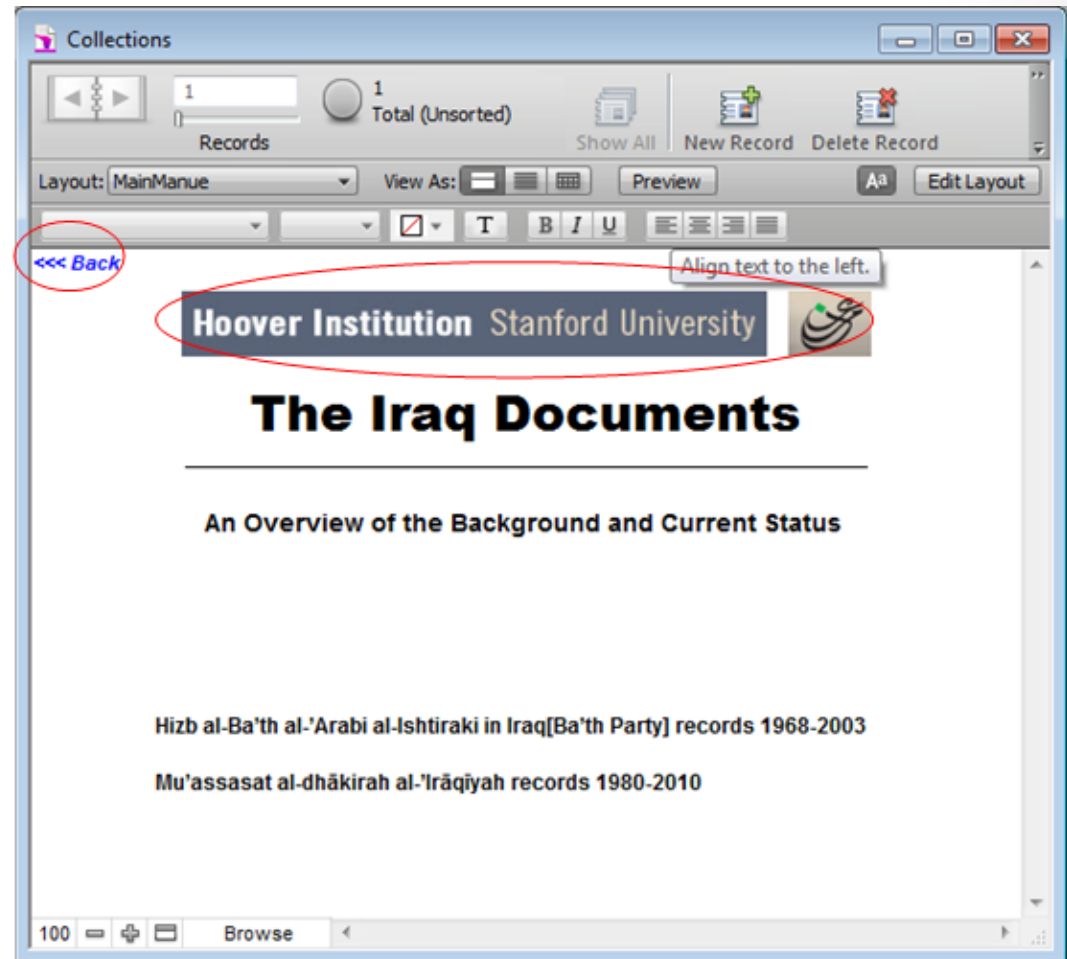 Collections
1
1
Total (Unsorted)
Records
Show All
New Record
Delete Record
Layout: MainManue
View As:
Preview
Aa
Edit Layout
T
B I U
<<< Back
Align text to the left.
Hoover Institution Stanford University
The Iraq Documents
An Overview of the Background and Current Status
Hizb al-Ba'th al-'Arabi al-Ishtiraki in Iraq[Ba'th Party] records 1968-2003
Mu'assasat al-dhākirah al-'Irāqīyah records 1980-2010
100
Browse